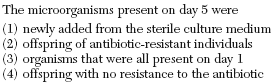 The microorganisms present on day 5 were
(1) newly added from the sterile culture medium
(2) offspring of antibiotic-resistant individuals
(3) organisms that were all present on day 1
(4) offspring with no resistance to the antibiotic